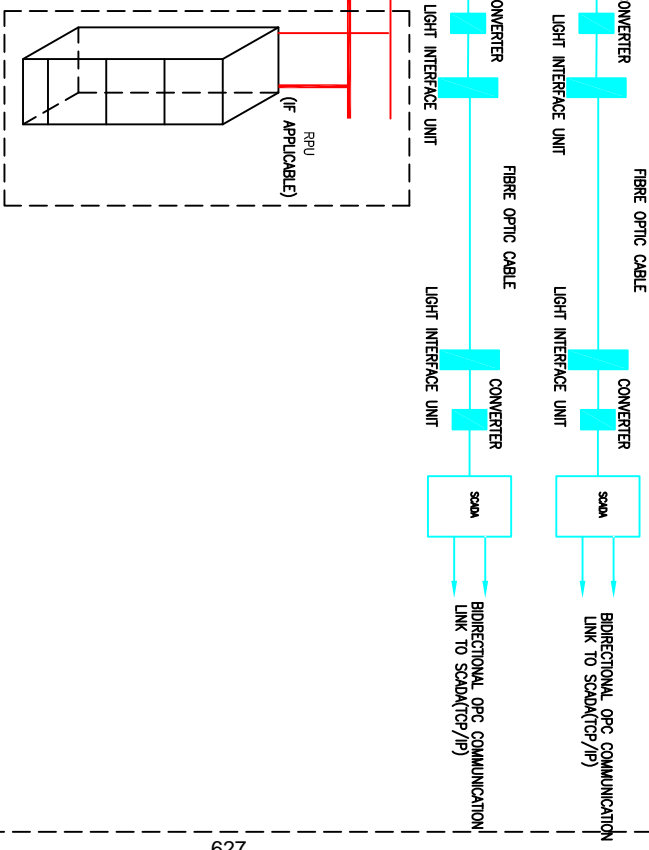 ONVERTER
LIGHT INTERFACE UNIT
FIBRE OPTIC CABLE
LIGHT INTERFACE UNIT
CONVERTER
SCADA
BIDIRECTIONAL OPC COMMUNICATION
LINK TO SCADA(TCP/IP)
ONVERTER
LIGHT INTERFACE UNIT
FIBRE OPTIC CABLE
LIGHT INTERFACE UNIT
CONVERTER
SCADA
BIDIRECTIONAL OPC COMMUNICATION
LINK TO SCADA(TCP/IP)
RPU
(IF APPLICABLE)
627